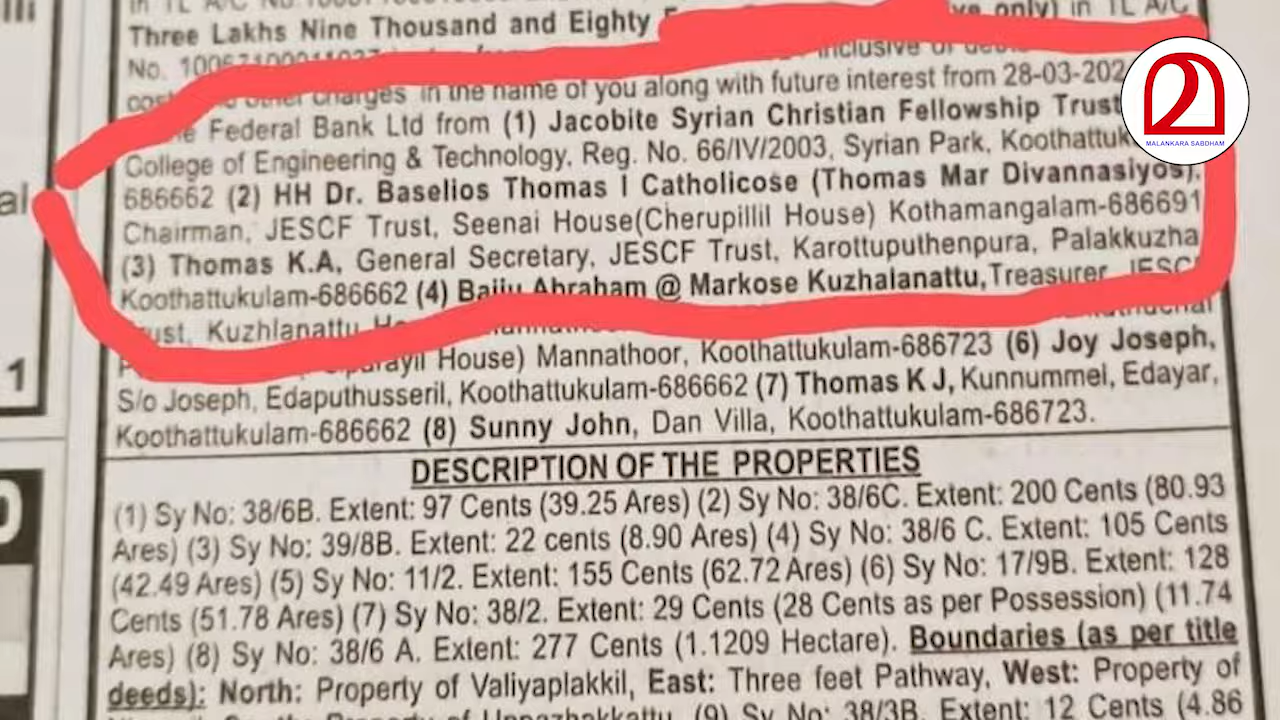 Three Lakhs Nine Thousand and Eighty ve only) in TL A/C
No. inclusive of
other charges in the name of you along with future interest from 28-03-202
Federal Bank Ltd from (1) Jacobite Syrian Christian Fellowship Trust
College of Engineering & Technology, Reg. No. 66/IV/2003, Syrian Park, Koothattuk
686662 (2) HH Dr. Baselios Thomas I Catholicose (Thomas Mar Divannasiyos),
Chairman, JESCF Trust, Seenai House(Cherupillil House) Kothamangalam-686691
(3) Thomas K.A, General Secretary, JESCF Trust, Karottuputhenpura, Palakkuzha
Koothattukulam-686662 (4) Baiju Abraham @ Markose Kuzhalanattu, Treasurer, JESC
Trust, Kuzhlanattu
House) Mannathoor, Koothattukulam-686723 (6) Joy Joseph,
S/o Joseph, Edaputhusseril, Koothattukulam-686662 (7) Thomas K J, Kunnummel, Edayar,
Koothattukulam-686662 (8) Sunny John, Dan Villa, Koothattukulam-686723.
DESCRIPTION OF THE PROPERTIES
(1) Sy No: 38/6B. Extent: 97 Cents (39.25 Ares) (2) Sy No: 38/6C. Extent: 200 Cents (80.93
Ares) (3) Sy No: 39/8B. Extent: 22 cents (8.90 Ares) (4) Sy No: 38/6 C. Extent: 105 Cents
(42.49 Ares) (5) Sy No: 11/2. Extent: 155 Cents (62.72 Ares) (6) Sy No: 17/9B. Extent: 128
Cents (51.78 Ares) (7) Sy No: 38/2. Extent: 29 Cents (28 Cents as per Possession) (11.74
Ares) (8) Sy No: 38/6 A. Extent: 277 Cents (1.1209 Hectare). Boundaries (as per title
deeds): North: Property of Valiyaplakkil, East: Three feet Pathway, West: Property of
(9) Sy No: 38/3B. Extent: 12 Cents (4.86
al
1
MALANKARA SABDHAM